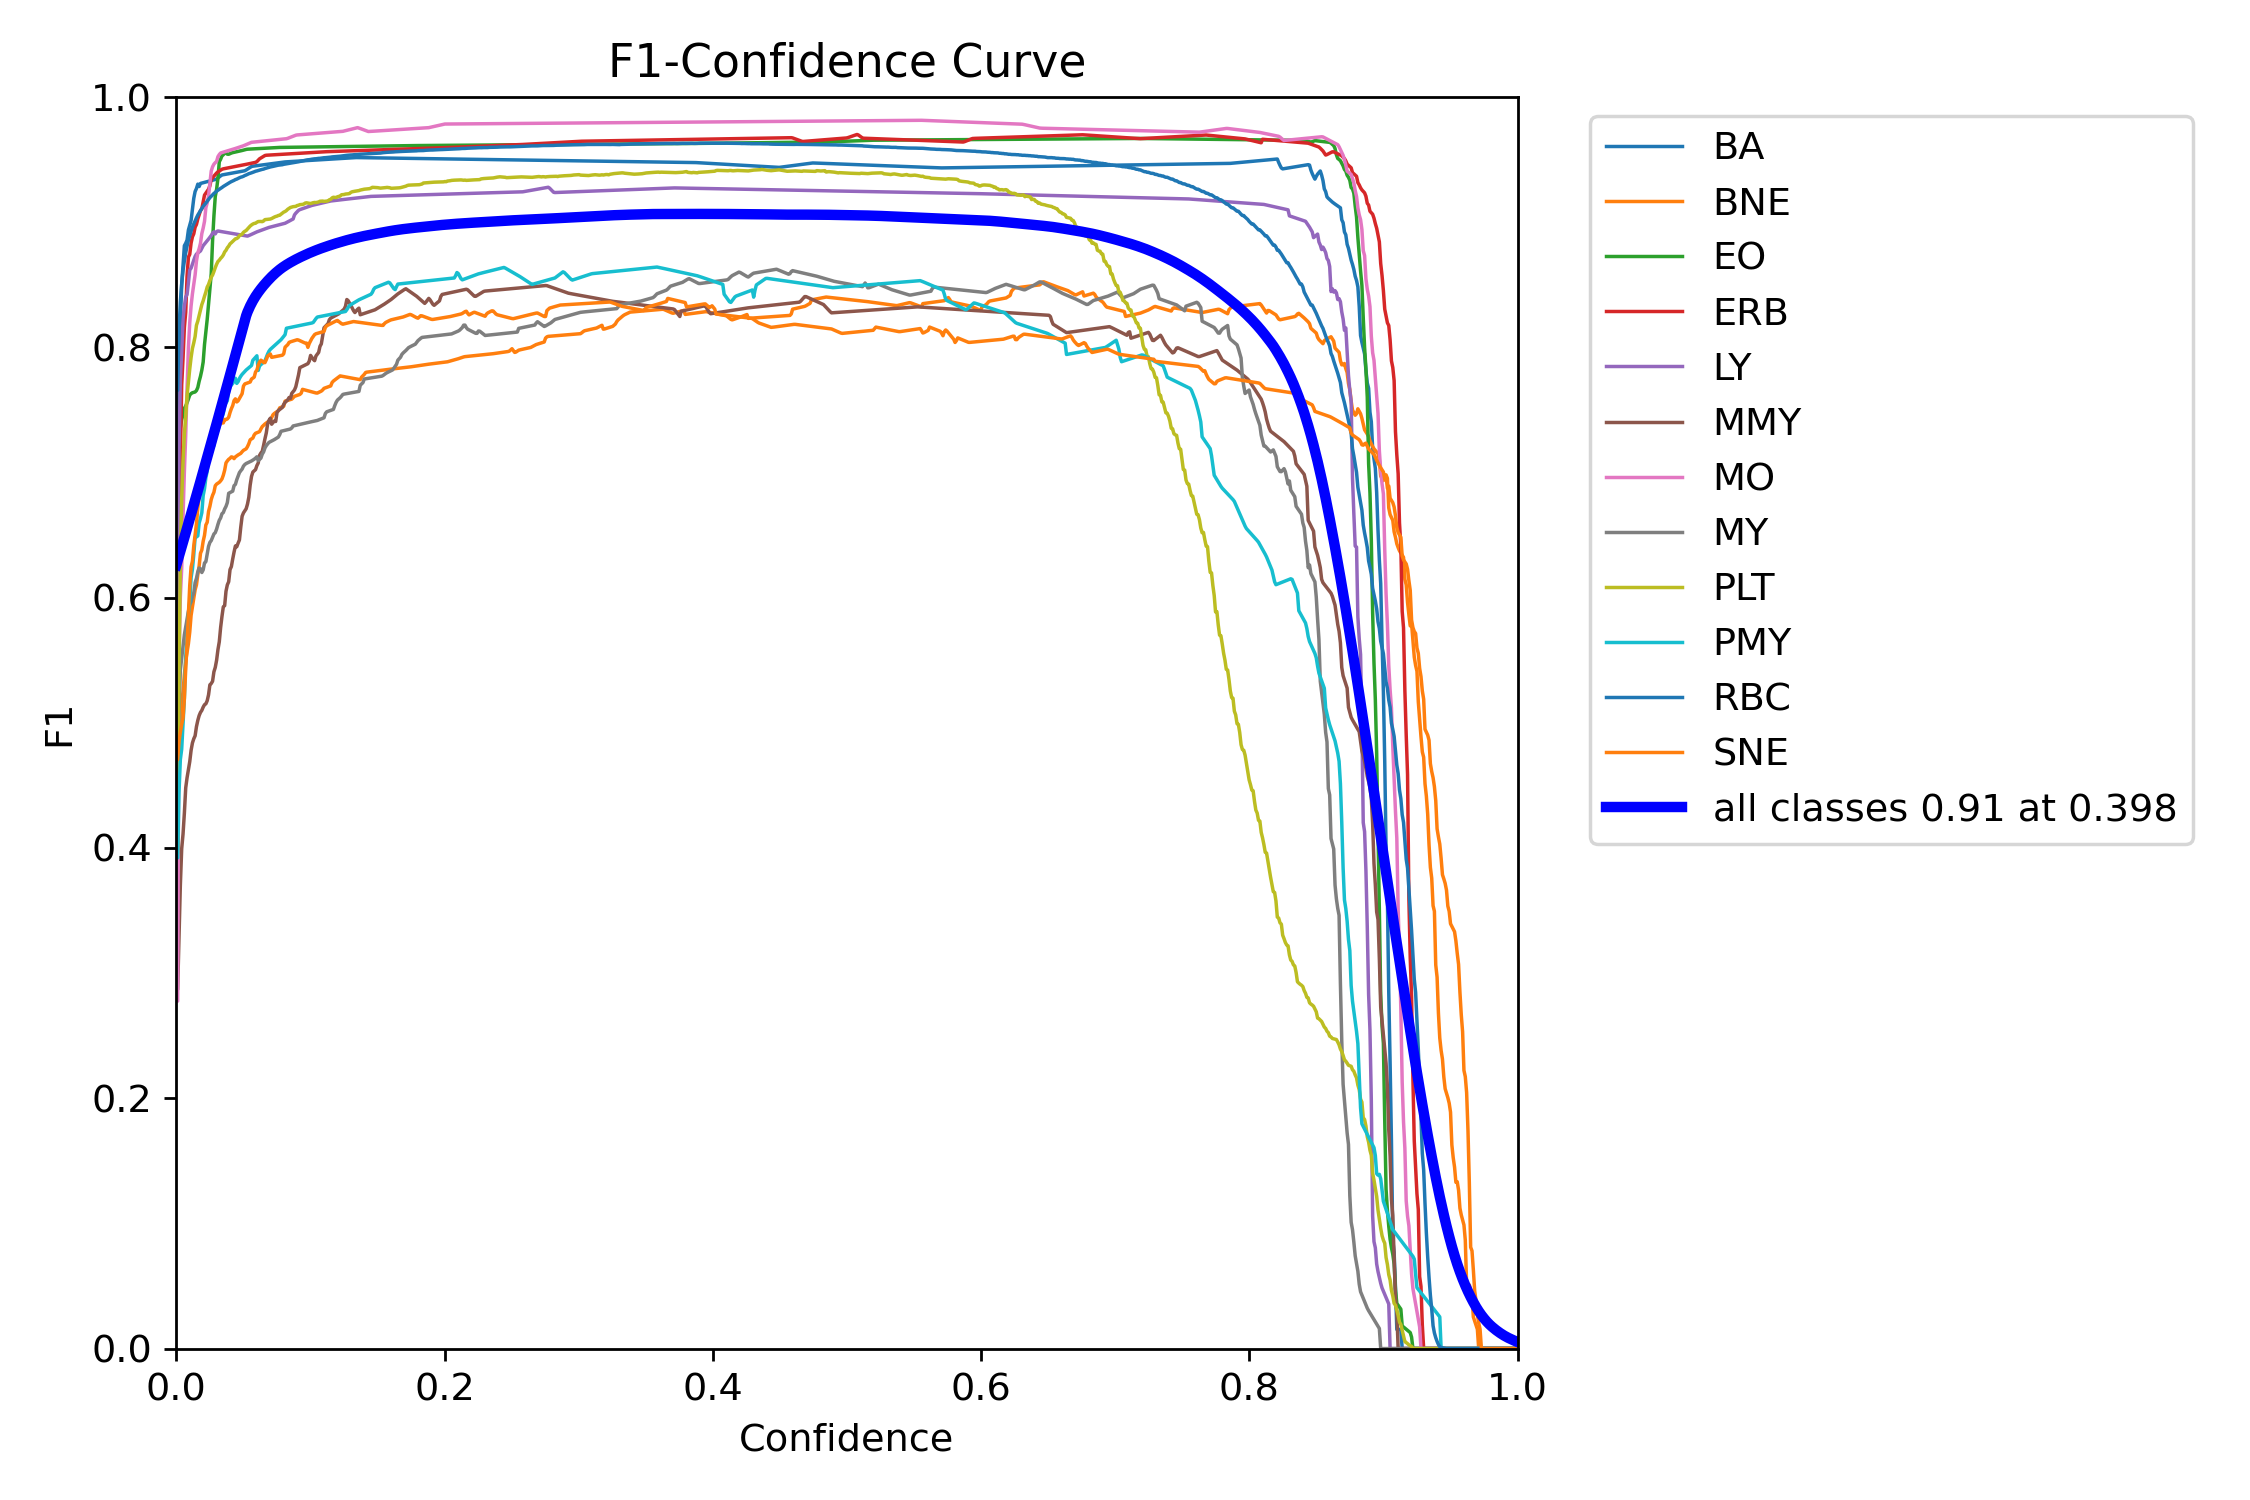 F1-Confidence Curve
1.0
0.8
0.6
0.4
0.2
0.0
F1
0.0 0.2 0.4 0.6 0.8 1.0
Confidence
BA
BNE
EO
ERB
LY
MMY
MO
MY
PLT
PMY
RBC
SNE
all classes 0.91 at 0.398